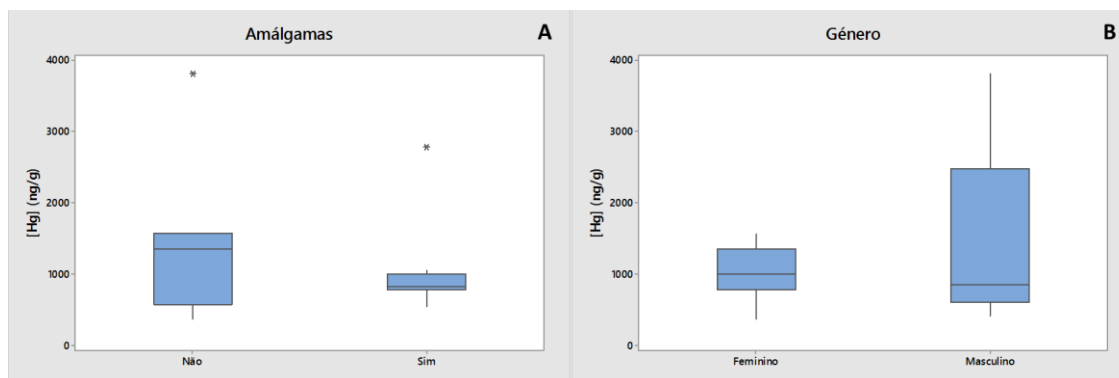 Amálgamas
A
[Hg] (ng/g)
4000
3000
2000
1000
0
Não
Sim
Género
B
[Hg] (ng/g)
4000
3000
2000
1000
0
Feminino
Masculino